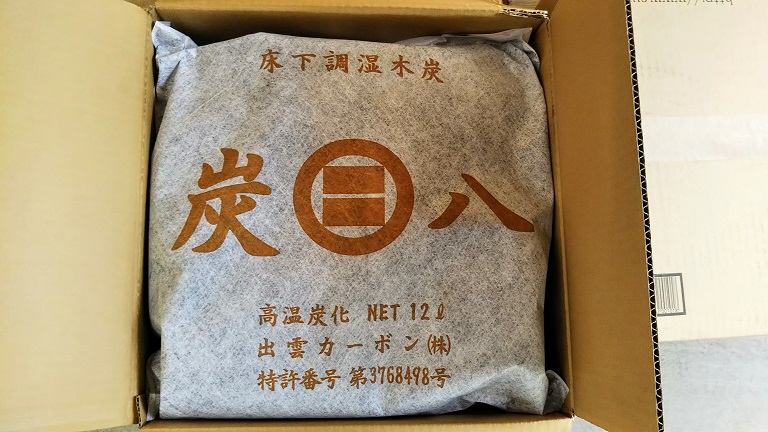 床下調湿木炭
炭八
高温炭化 NET 12ℓ
出雲カーボン(株)
特許番号 第3768498号